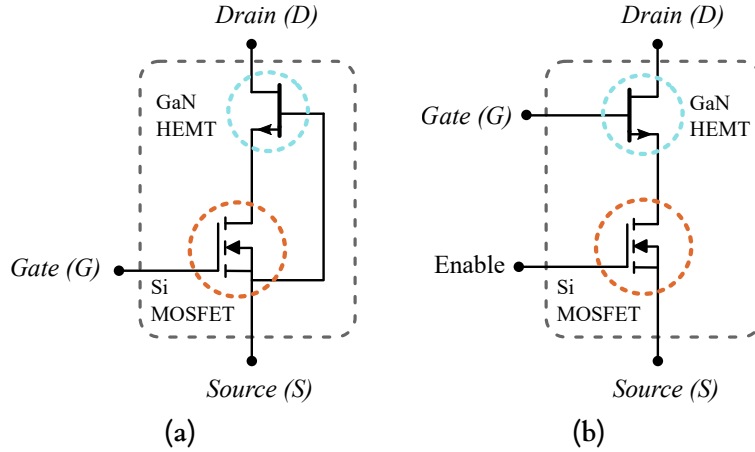 Drain (D)
GaN
HEMT
Gate (G)
Si
MOSFET
Source (S)
(a)
Drain (D)
Gate (G)
GaN
HEMT
Enable
Si
MOSFET
Source (S)
(b)